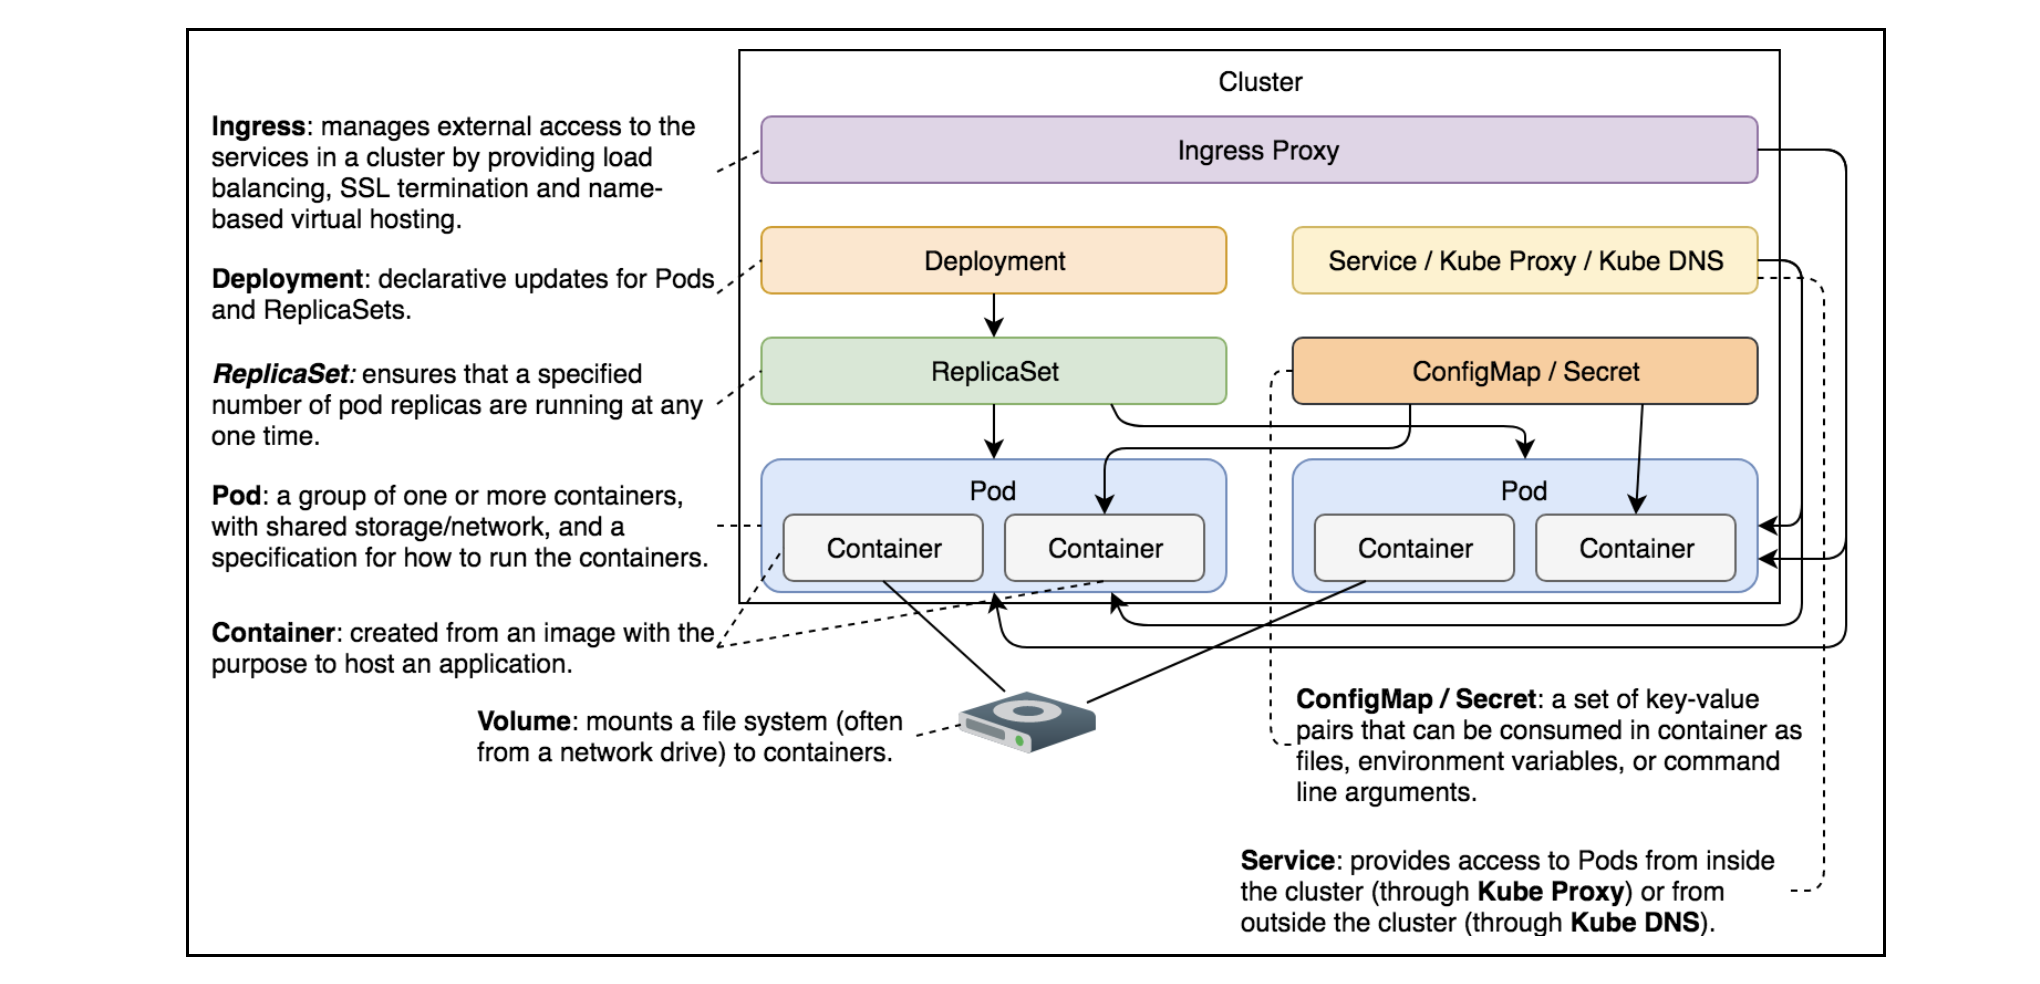 Cluster
Ingress Proxy
Ingress: manages external access to the
services in a cluster by providing load
balancing, SSL termination and name-
based virtual hosting.
Deployment
Service / Kube Proxy / Kube DNS
Deployment: declarative updates for Pods
and ReplicaSets.
ReplicaSet
ConfigMap / Secret
ReplicaSet: ensures that a specified
number of pod replicas are running at any
one time.
Pod
Pod
Container
Container
Container
Container
Pod: a group of one or more containers,
with shared storage/network, and a
specification for how to run the containers.
Container: created from an image with the
purpose to host an application.
Volume: mounts a file system (often
from a network drive) to containers.
ConfigMap / Secret: a set of key-value
pairs that can be consumed in container as
files, environment variables, or command
line arguments.
Service: provides access to Pods from inside
the cluster (through Kube Proxy) or from
outside the cluster (through Kube DNS).